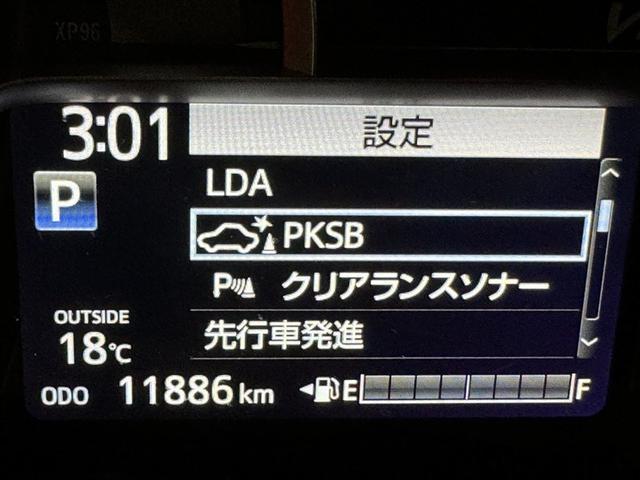 3:01
設定
LDA
P
PKSB
P クリアランスソナー
先行車発進
OUTSIDE
18℃
ODO 11886 km
E F